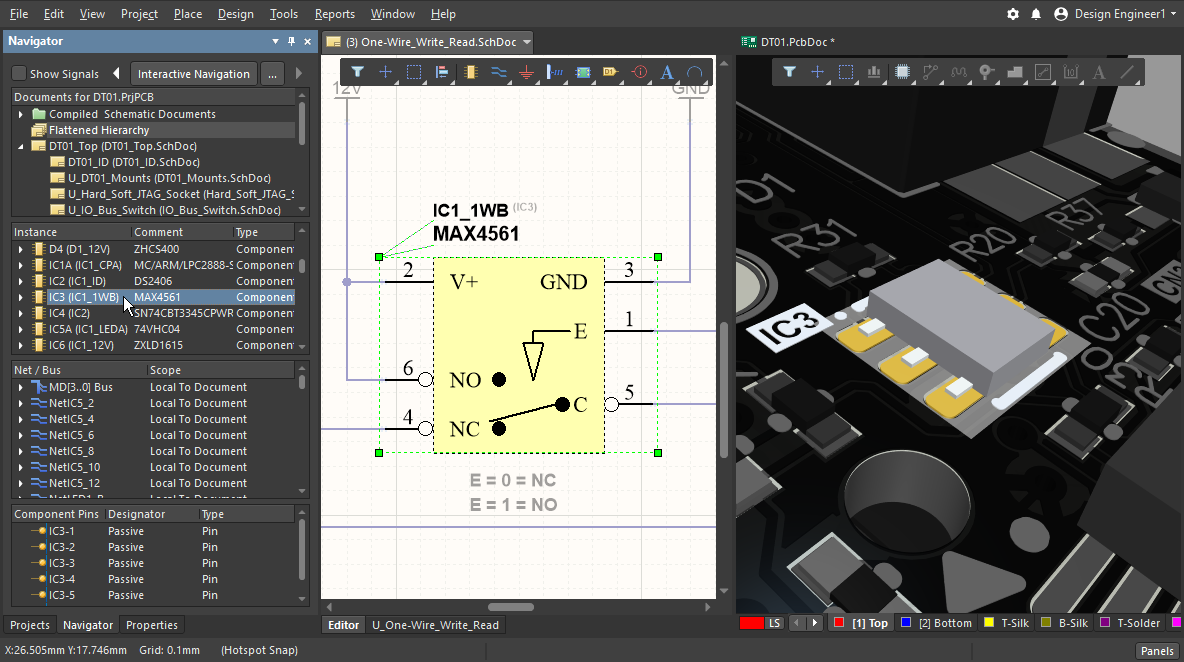 File Edit View Project Place Design Tools Reports Window Help Design Engineer1
Navigator
Show Signals Interactive Navigation ...
Documents for DT01.PrjPCB
Compiled Schematic Documents
Flattened Hierarchy
DT01_Top (DT01_Top.SchDoc)
DT01_ID (DT01_ID.SchDoc)
U_DT01_Mounts (DT01_Mounts.SchDoc)
U_Hard_Soft_JTAG_Socket (Hard_Soft_JTAG_S
U_IO_Bus_Switch (IO_Bus_Switch.SchDoc)
Instance Comment Type
D4 (D1_12V) ZHCS400 Component
IC1A (IC1_CPA) MC/ARM/LPC2888-S Component
IC2 (IC1_ID) DS2406 Component
IC3 (IC1_1WB) MAX4561 Component
IC4 (IC2) SN74CBT3345CPWR Component
IC5A (IC1_LEDA) 74VHC04 Component
IC6 (IC1_12V) ZXLD1615 Component
Net / Bus Scope
MD[3..0] Bus Local To Document
NetIC5_2 Local To Document
NetIC5_4 Local To Document
NetIC5_6 Local To Document
NetIC5_8 Local To Document
NetIC5_10 Local To Document
NetIC5_12 Local To Document
Component Pins Designator Type
IC3-1 Passive Pin
IC3-2 Passive Pin
IC3-3 Passive Pin
IC3-4 Passive Pin
IC3-5 Passive Pin
Projects Navigator Properties
(3) One-Wire_Write_Read.SchDoc
12V GND
IC1_1WB (IC3)
MAX4561
2 V+ GND 3
E 1
6 NO
C 5
4 NC
E = 0 = NC
E = 1 = NO
Editor U_One-Wire_Write_Read
DT01.PcbDoc *
D1
R31
R20
R37
IC3
C20
LS [1] Top [2] Bottom T-Silk B-Silk T-Solder
X:26.505mm Y:17.746mm Grid: 0.1mm (Hotspot Snap) Panels